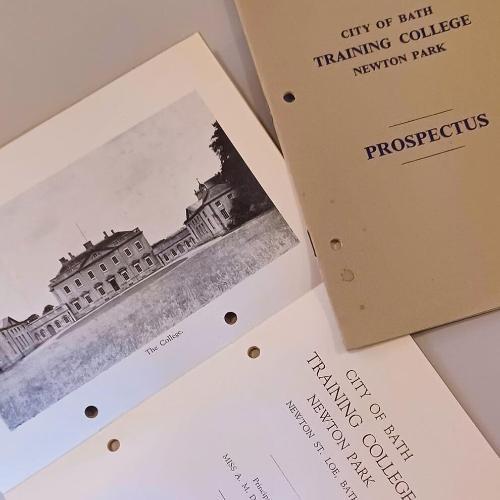 CITY OF BATH
TRAINING COLLEGE
NEWTON PARK
PROSPECTUS
The College.
CITY OF BATH
TRAINING COLLEGE
NEWTON PARK
NEWTON ST. LOE, BATH
MISS A. M. D